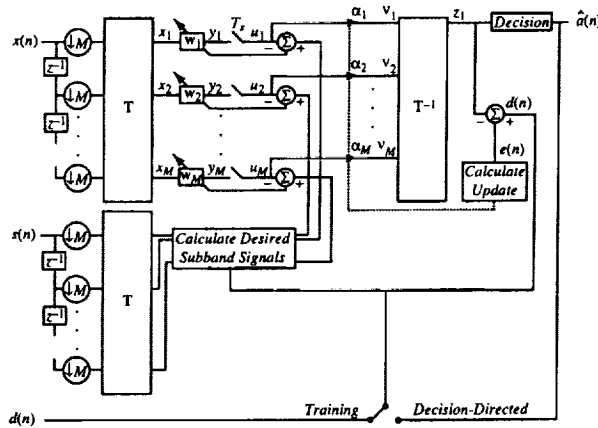 x(n) ↓M T x₁ w₁ y₁ Tₛ u₁ Σ − + α₁ v₁ T⁻¹ z₁ Decision â(n)
z⁻¹
↓M x₂ w₂ y₂ u₂ Σ − + α₂ v₂ − Σ + d(n)
z⁻¹
e(n)
↓M x_M w_M y_M u_M Σ − + α_M v_M Calculate
Update
s(n) ↓M T Calculate Desired
Subband Signals
z⁻¹
↓M
z⁻¹
↓M
Training Decision-Directed
d(n)